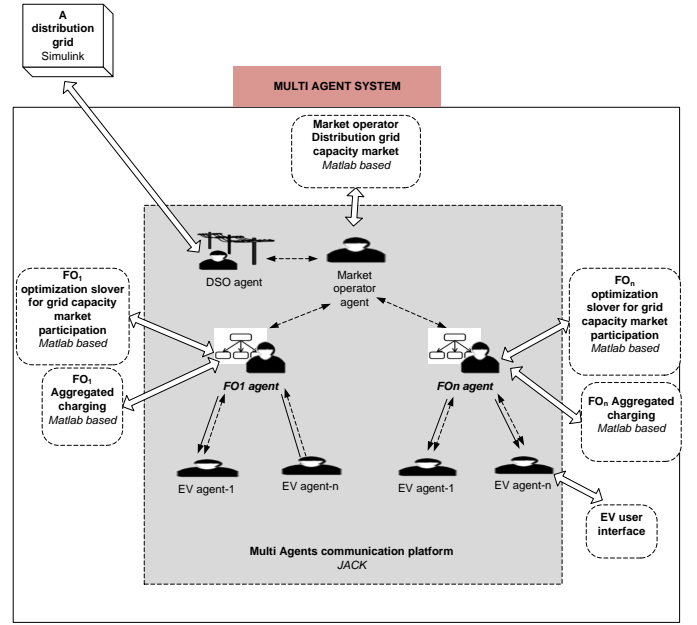 A
distribution
grid
Simulink
MULTI AGENT SYSTEM
Market operator
Distribution grid
capacity market
Matlab based
DSO agent
Market
operator
agent
FO1
optimization slover
for grid capacity
market
participation
Matlab based
FOn
optimization
slover for grid
capacity market
participation
Matlab based
FO1
Aggregated
charging
Matlab based
FO1 agent
FOn agent
FOn Aggregated
charging
Matlab based
EV agent-1
EV agent-n
EV agent-1
EV agent-n
EV user
interface
Multi Agents communication platform
JACK